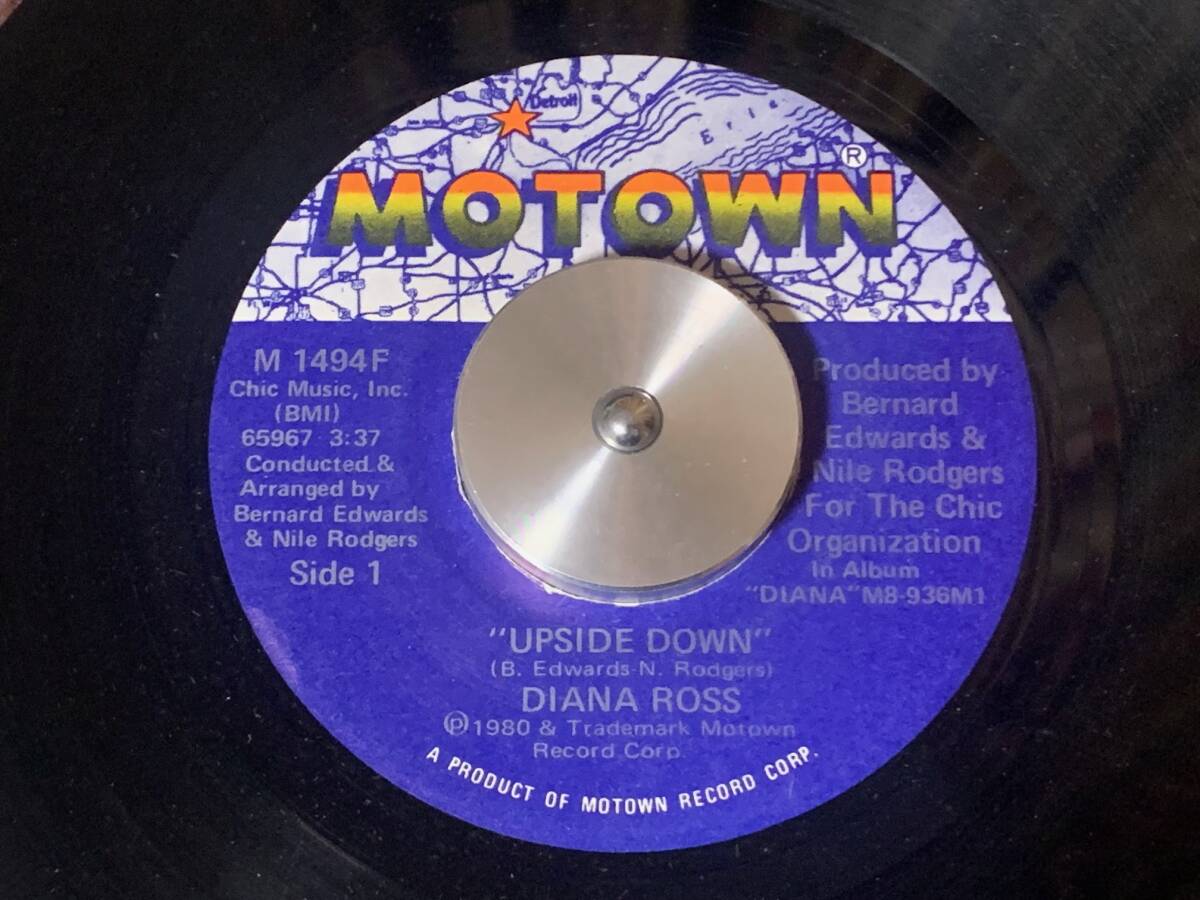 Detroit
Erie
MOTOWN®
M 1494F
Chic Music, Inc.
(BMI)
65967 3:37
Conducted &
Arranged by
Bernard Edwards
& Nile Rodgers
Side 1
Produced by
Bernard
Edwards &
Nile Rodgers
For The Chic
Organization
In Album
"DIANA" M8-936M1
"UPSIDE DOWN"
(B. Edwards-N. Rodgers)
DIANA ROSS
℗1980 & Trademark Motown
Record Corp.
A PRODUCT OF MOTOWN RECORD CORP.